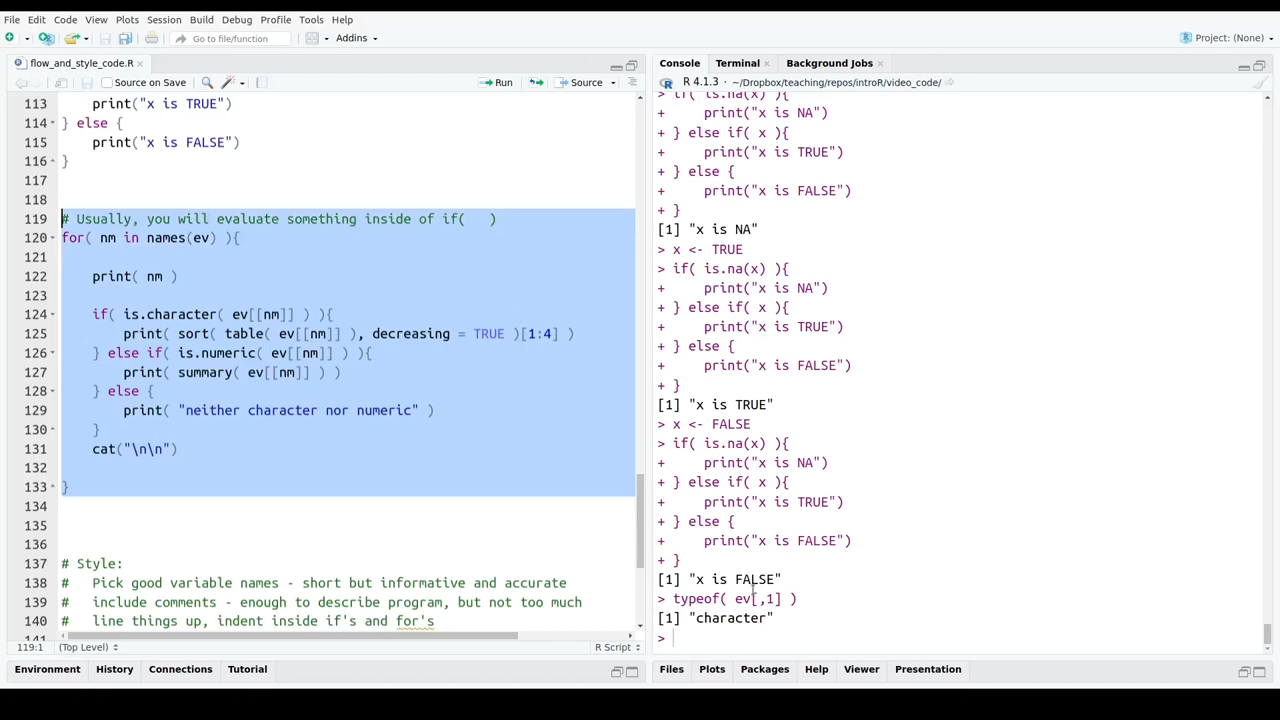 File Edit Code View Plots Session Build Debug Profile Tools Help
Go to file/function Addins Project: (None)
flow_and_style_code.R
Source on Save Run Source
113 print("x is TRUE")
114 } else {
115 print("x is FALSE")
116 }
117
118
119 # Usually, you will evaluate something inside of if( )
120 for( nm in names(ev) ){
121
122 print( nm )
123
124 if( is.character( ev[[nm]] ) ){
125 print( sort( table( ev[[nm]] ), decreasing = TRUE )[1:4] )
126 } else if( is.numeric( ev[[nm]] ) ){
127 print( summary( ev[[nm]] ) )
128 } else {
129 print( "neither character nor numeric" )
130 }
131 cat("\n\n")
132
133 }
134
135
136
137 # Style:
138 # Pick good variable names - short but informative and accurate
139 # include comments - enough to describe program, but not too much
140 # line things up, indent inside if's and for's
141
119:1 (Top Level) R Script
Environment History Connections Tutorial
Console Terminal Background Jobs
R 4.1.3 · ~/Dropbox/teaching/repos/introR/video_code/
> if( is.na(x) ){
+ print("x is NA")
+ } else if( x ){
+ print("x is TRUE")
+ } else {
+ print("x is FALSE")
+ }
[1] "x is NA"
> x <- TRUE
> if( is.na(x) ){
+ print("x is NA")
+ } else if( x ){
+ print("x is TRUE")
+ } else {
+ print("x is FALSE")
+ }
[1] "x is TRUE"
> x <- FALSE
> if( is.na(x) ){
+ print("x is NA")
+ } else if( x ){
+ print("x is TRUE")
+ } else {
+ print("x is FALSE")
+ }
[1] "x is FALSE"
> typeof( ev[,1] )
[1] "character"
>
Files Plots Packages Help Viewer Presentation